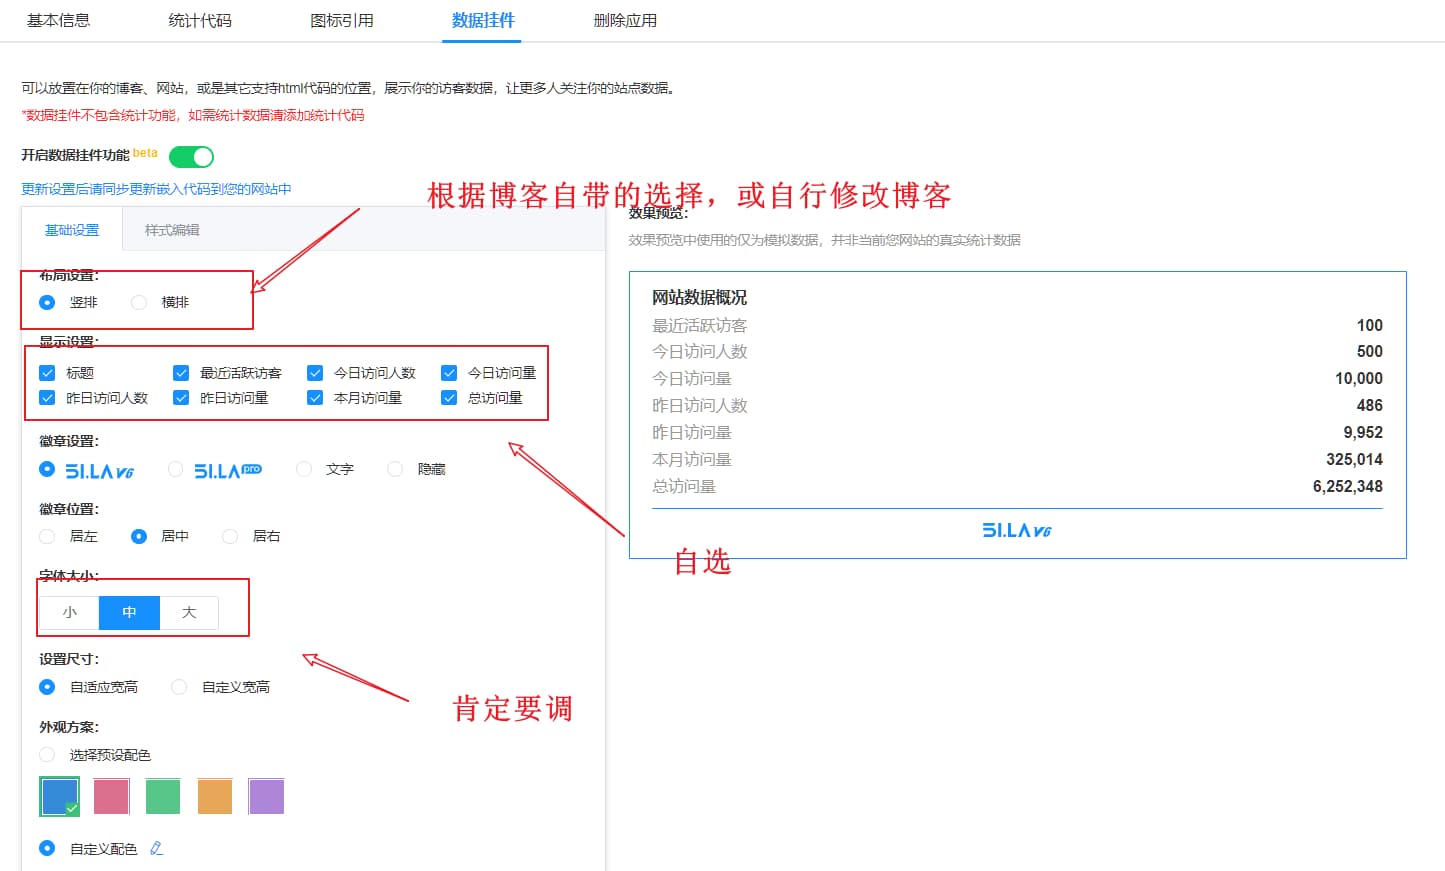 基本信息 统计代码 图标引用 数据挂件 删除应用
可以放置在你的博客、网站，或是其它支持html代码的位置，展示你的访客数据，让更多人关注你的站点数据。
*数据挂件不包含统计功能，如需统计数据请添加统计代码
开启数据挂件功能 beta
更新设置后请同步更新嵌入代码到您的网站中
根据博客自带的选择，或自行修改博客
基础设置 样式编辑
布局设置：
竖排 横排
显示设置：
标题 最近活跃访客 今日访问人数 今日访问量
昨日访问人数 昨日访问量 本月访问量 总访问量
徽章设置：
51.LA V6 51.LA pro 文字 隐藏
徽章位置：
居左 居中 居右
自选
字体大小：
小 中 大
设置尺寸：
自适应宽高 自定义宽高
肯定要调
外观方案：
选择预设配色
自定义配色
效果预览：
效果预览中使用的仅为模拟数据，并非当前您网站的真实统计数据
网站数据概况
最近活跃访客 100
今日访问人数 500
今日访问量 10,000
昨日访问人数 486
昨日访问量 9,952
本月访问量 325,014
总访问量 6,252,348
51.LA V6